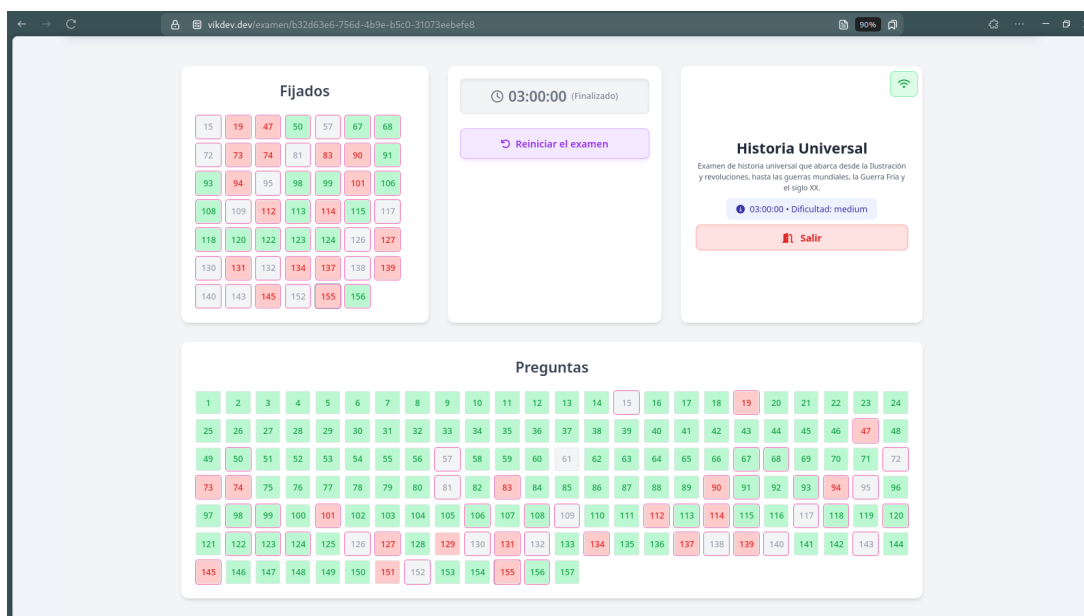 vikdev.dev/examen/b32d63e6-756d-4b9e-b5c0-31073eebefe8
90%
Fijados
15 19 47 50 57 67 68
72 73 74 81 83 90 91
93 94 95 98 99 101 106
108 109 112 113 114 115 117
118 120 122 123 124 126 127
130 131 132 134 137 138 139
140 143 145 152 155 156
03:00:00 (Finalizado)
Reiniciar el examen
Historia Universal
Examen de historia universal que abarca desde la Ilustración
y revoluciones, hasta las guerras mundiales, la Guerra Fría y
el siglo XX.
03:00:00 • Dificultad: medium
Salir
Preguntas
1 2 3 4 5 6 7 8 9 10 11 12 13 14 15 16 17 18 19 20 21 22 23 24
25 26 27 28 29 30 31 32 33 34 35 36 37 38 39 40 41 42 43 44 45 46 47 48
49 50 51 52 53 54 55 56 57 58 59 60 61 62 63 64 65 66 67 68 69 70 71 72
73 74 75 76 77 78 79 80 81 82 83 84 85 86 87 88 89 90 91 92 93 94 95 96
97 98 99 100 101 102 103 104 105 106 107 108 109 110 111 112 113 114 115 116 117 118 119 120
121 122 123 124 125 126 127 128 129 130 131 132 133 134 135 136 137 138 139 140 141 142 143 144
145 146 147 148 149 150 151 152 153 154 155 156 157